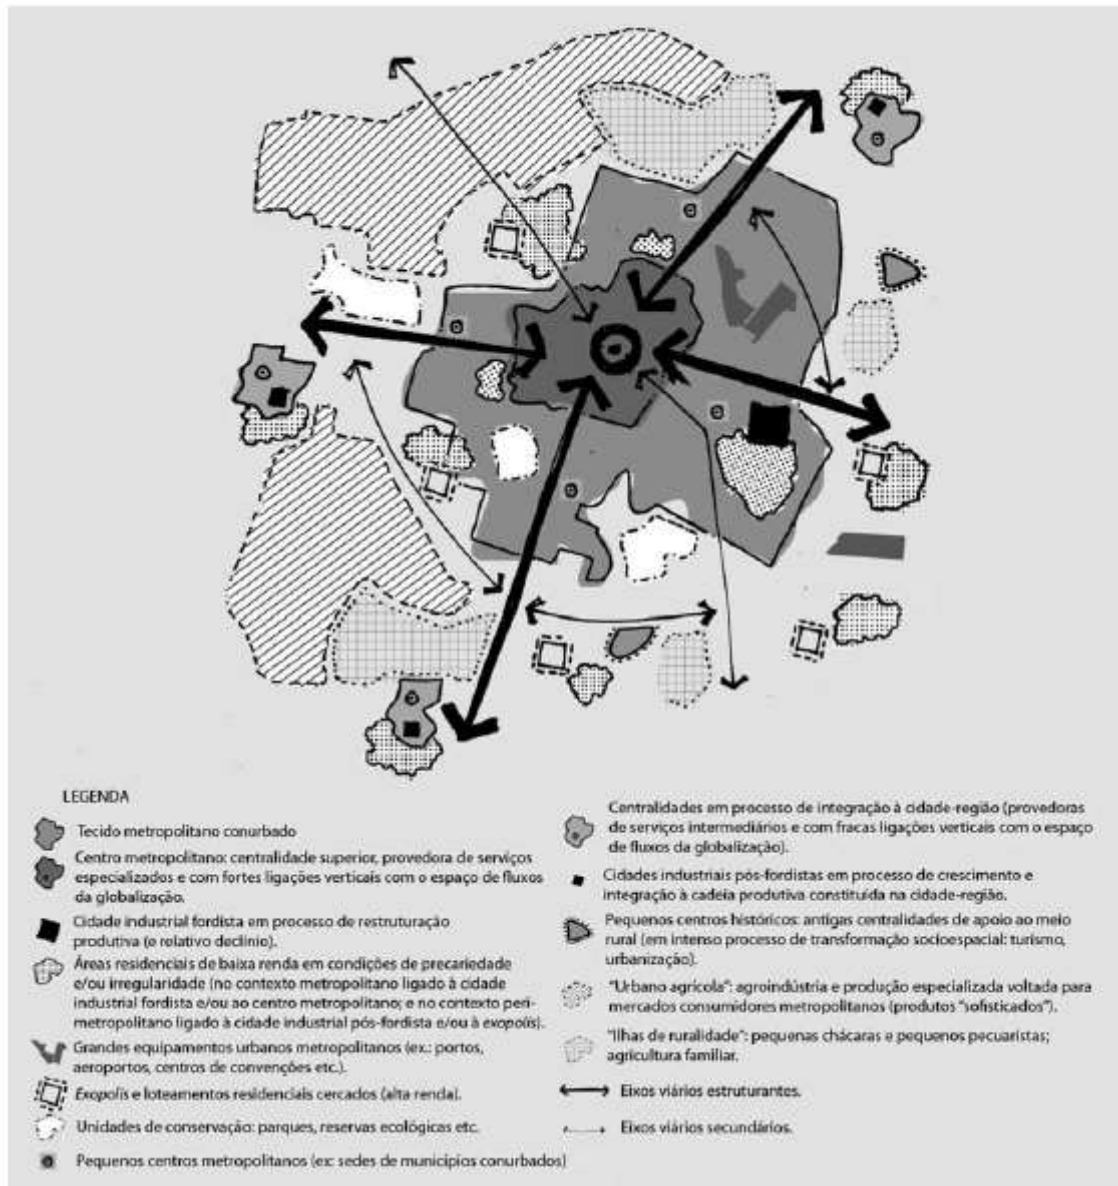 LEGENDA
Tecido metropolitano conurbado
Centro metropolitano: centralidade superior, provedora de serviços
especializados e com fortes ligações verticais com o espaço de fluxos
da globalização.
Cidade industrial fordista em processo de restruturação
produtiva (e relativo declínio).
Áreas residenciais de baixa renda em condições de precariedade
e/ou irregularidade (no contexto metropolitano ligado à cidade
industrial fordista e/ou ao centro metropolitano; e no contexto peri-
metropolitano ligado à cidade industrial pós-fordista e/ou à exopolis).
Grandes equipamentos urbanos metropolitanos (ex.: portos,
aeroportos, centros de convenções etc.).
Exopolis e loteamentos residenciais cercados (alta renda).
Unidades de conservação: parques, reservas ecológicas etc.
Pequenos centros metropolitanos (ex: sedes de municípios conurbados)
Centralidades em processo de integração à cidade-região (provedoras
de serviços intermediários e com fracas ligações verticais com o espaço
de fluxos da globalização).
Cidades industriais pós-fordistas em processo de crescimento e
integração à cadeia produtiva constituída na cidade-região.
Pequenos centros históricos: antigas centralidades de apoio ao meio
rural (em intenso processo de transformação socioespacial: turismo,
urbanização).
"Urbano agrícola": agroindústria e produção especializada voltada para
mercados consumidores metropolitanos (produtos "sofisticados").
"Ilhas de ruralidade": pequenas chácaras e pequenos pecuaristas;
agricultura familiar.
Eixos viários estruturantes.
Eixos viários secundários.